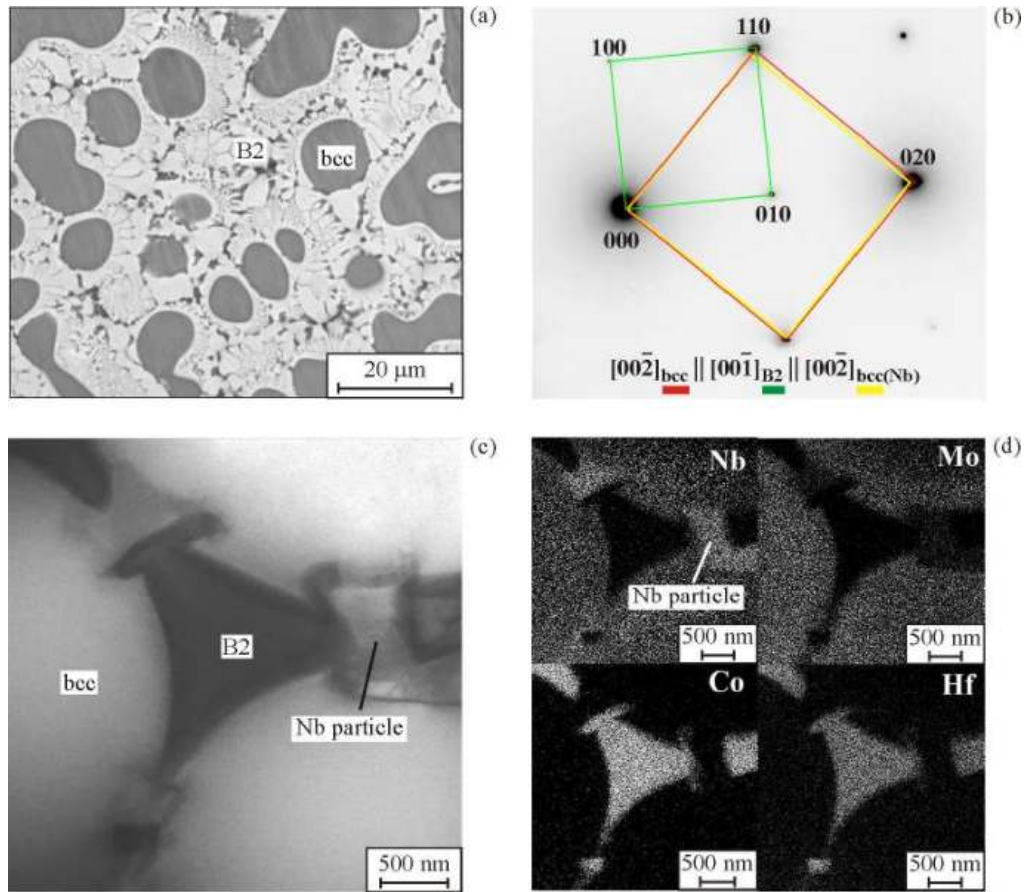 (a)
B2
bcc
20 μm
(b)
100
110
020
000
010
[002̄]bcc || [001̄]B2 || [002̄]bcc(Nb)
(c)
B2
bcc
Nb particle
500 nm
(d)
Nb
Mo
Nb particle
500 nm
500 nm
Co
Hf
500 nm
500 nm